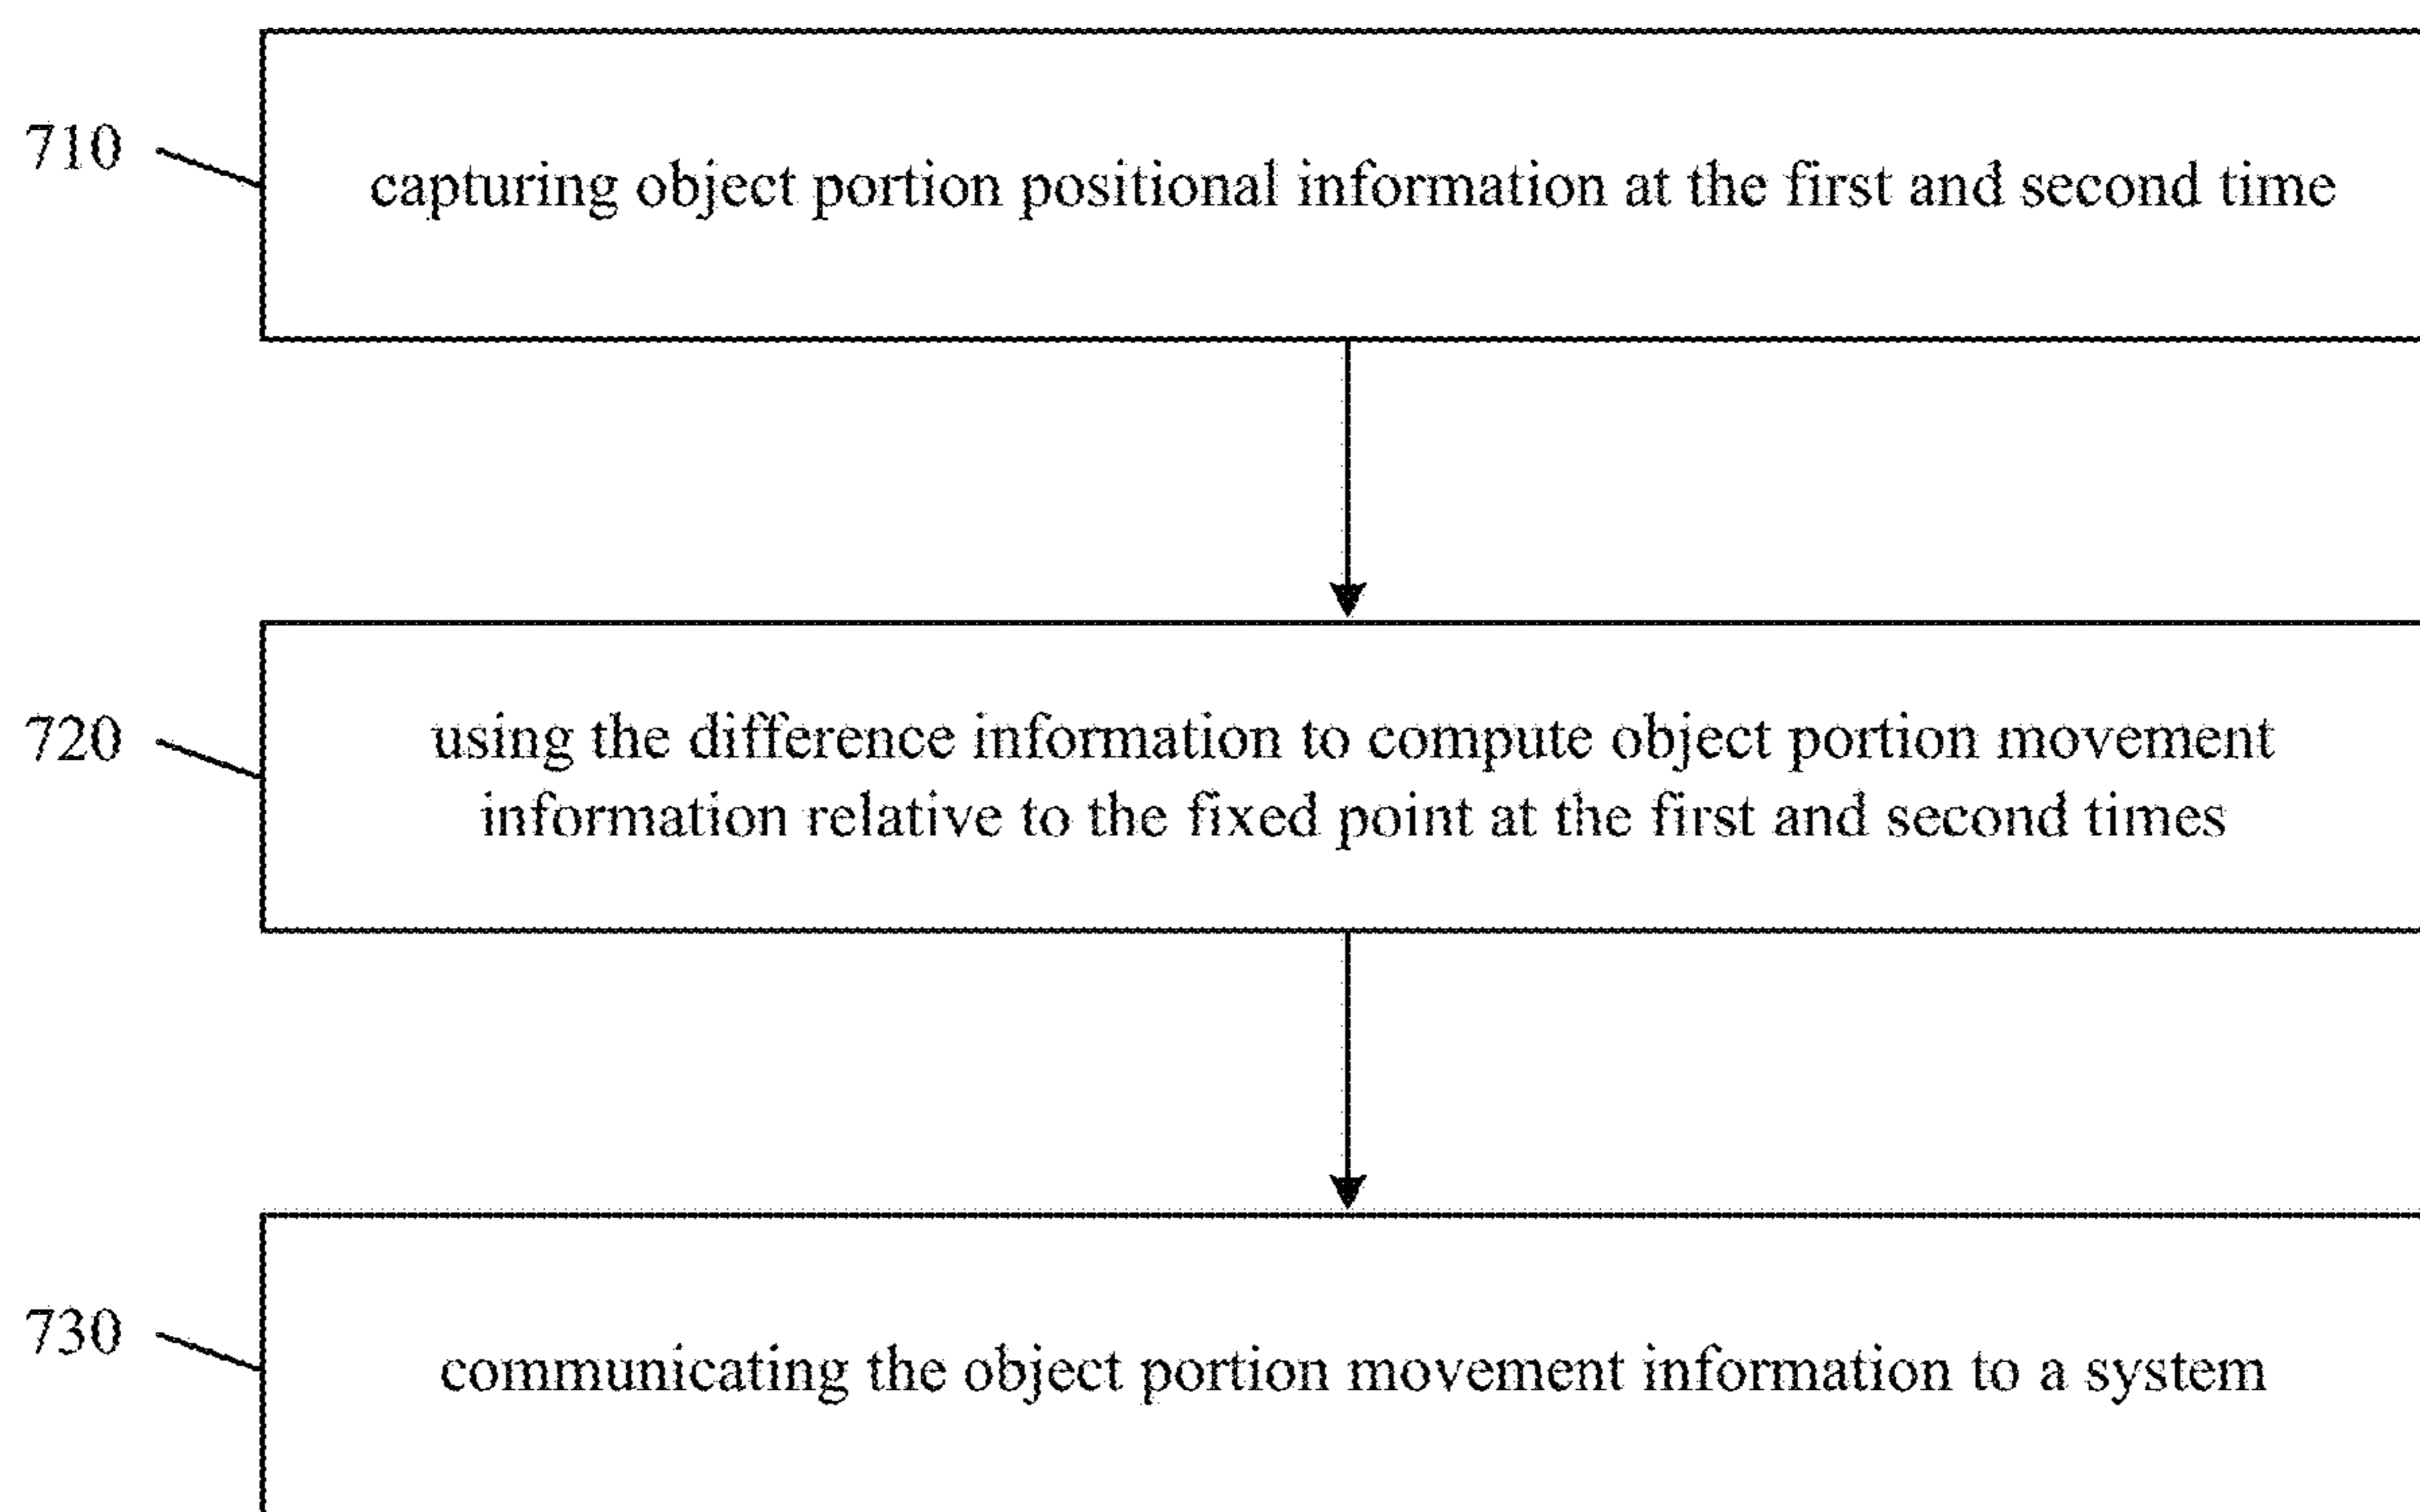 710
capturing object portion positional information at the first and second time
720
using the difference information to compute object portion movement
information relative to the fixed point at the first and second times
730
communicating the object portion movement information to a system